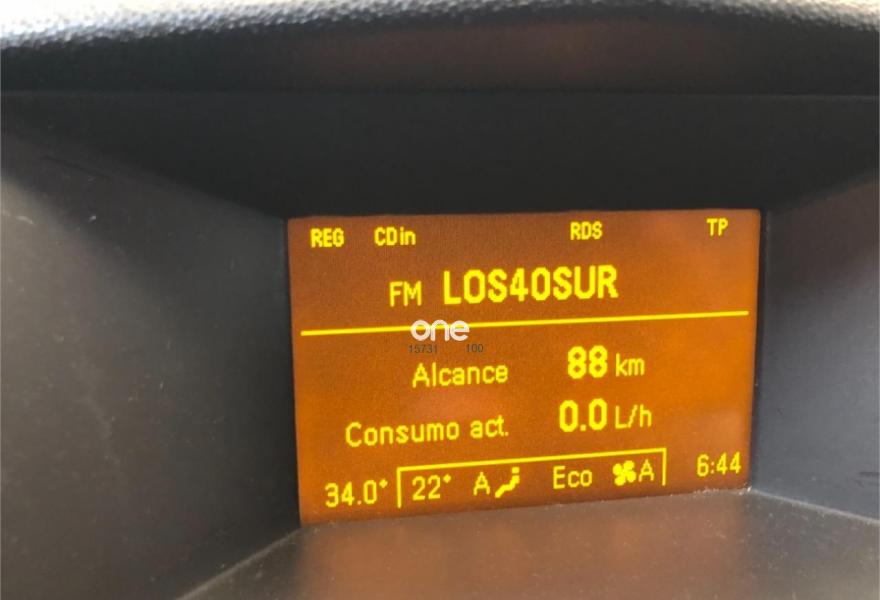 REG CDin RDS TP
FM LOS40SUR
one
15731 100
Alcance 88 km
Consumo act. 0.0 L/h
34.0° 22° A Eco A 6:44